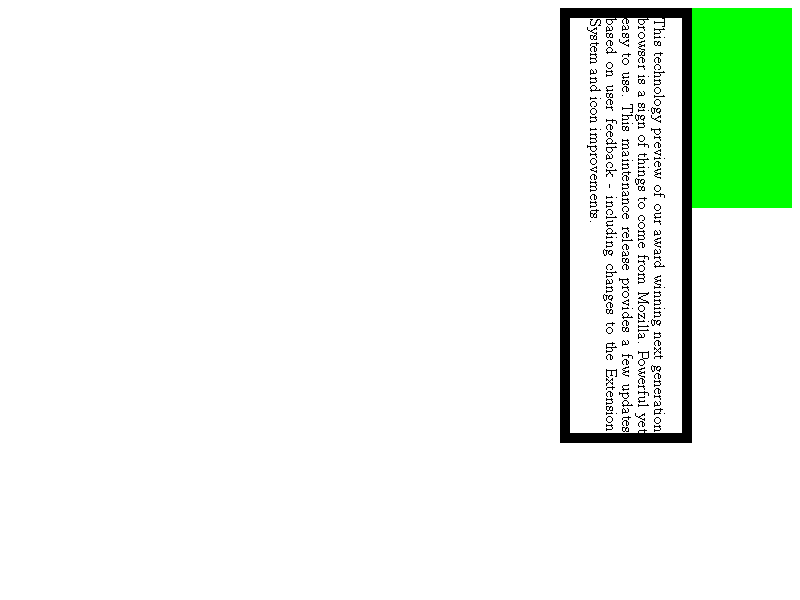 This technology preview of our award winning next generation
browser is a sign of things to come from Mozilla. Powerful yet
easy to use. This maintenance release provides a few updates
based on user feedback - including changes to the Extension
System and icon improvements.